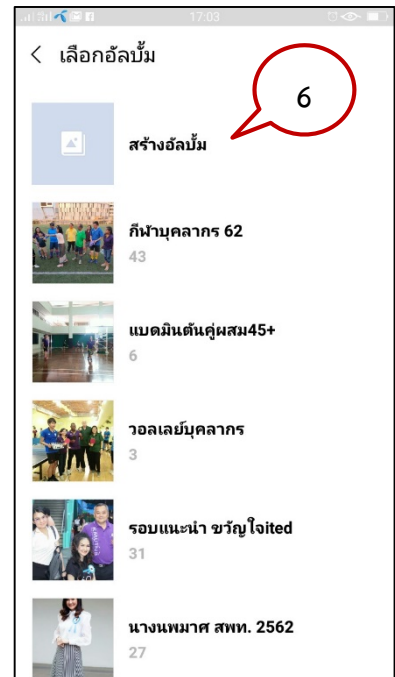 17:03
< เลือกอัลบั้ม
6
สร้างอัลบั้ม
กีฬาบุคลากร 62
43
แบดมินตันคู่ผสม45+
6
วอลเลย์บุคลากร
3
รอบแนะนำ ขวัญใจited
31
นางนพมาศ สพท. 2562
27